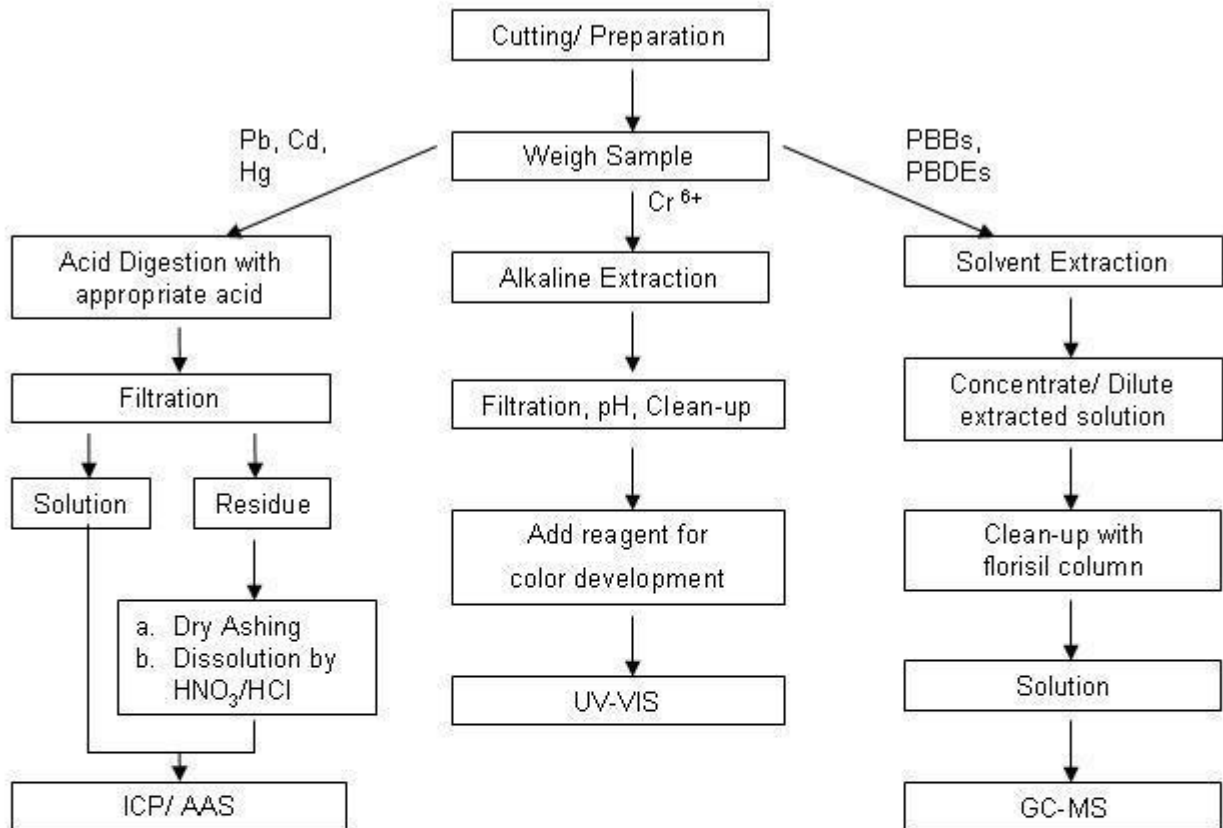 Cutting/ Preparation
Weigh Sample
Pb, Cd,
Hg
Cr ⁶⁺
PBBs,
PBDEs
Acid Digestion with
appropriate acid
Filtration
Solution
Residue
a. Dry Ashing
b. Dissolution by
HNO₃/HCl
ICP/ AAS
Alkaline Extraction
Filtration, pH, Clean-up
Add reagent for
color development
UV-VIS
Solvent Extraction
Concentrate/ Dilute
extracted solution
Clean-up with
florisil column
Solution
GC-MS